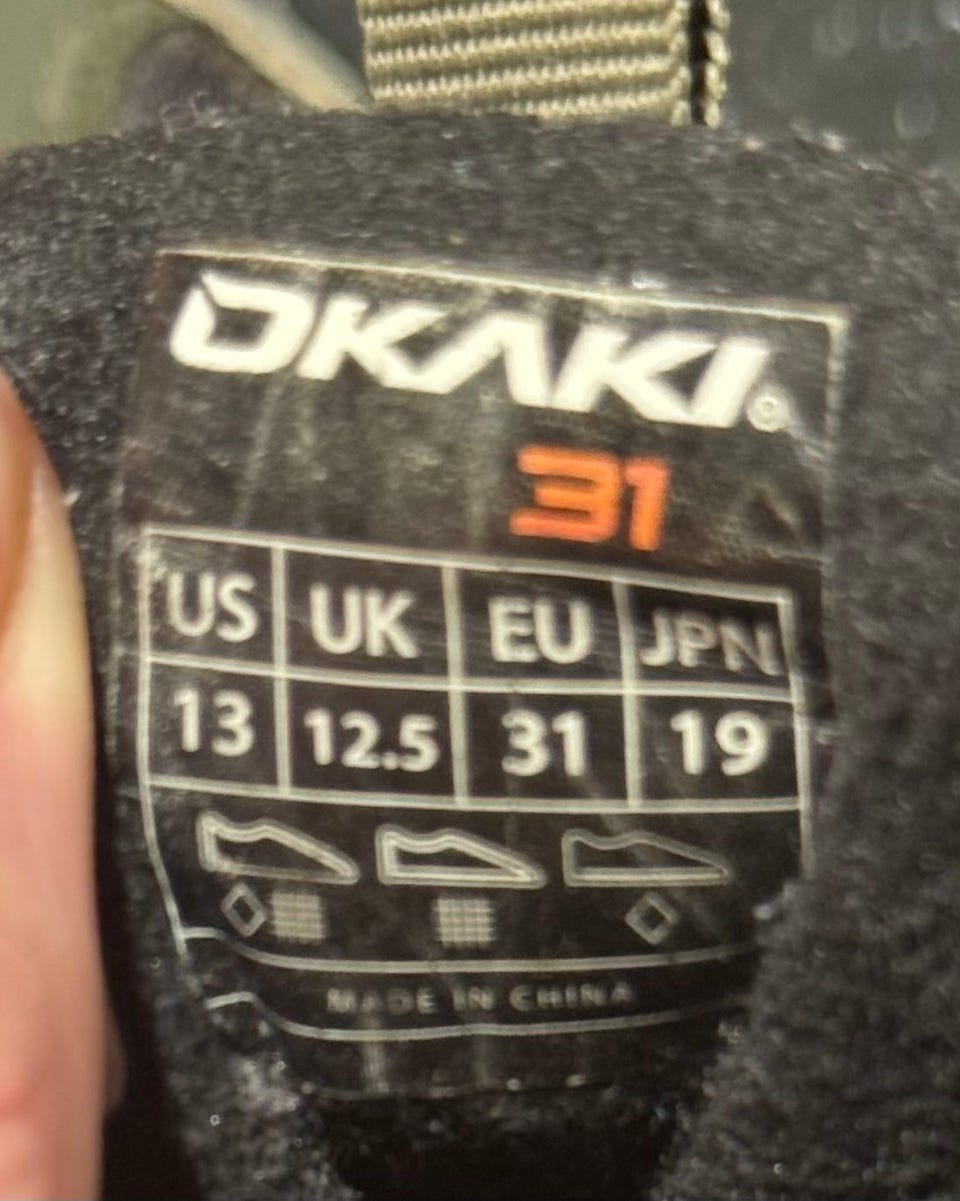 OKAKI®
31
US UK EU JPN
13 12.5 31 19
MADE IN CHINA